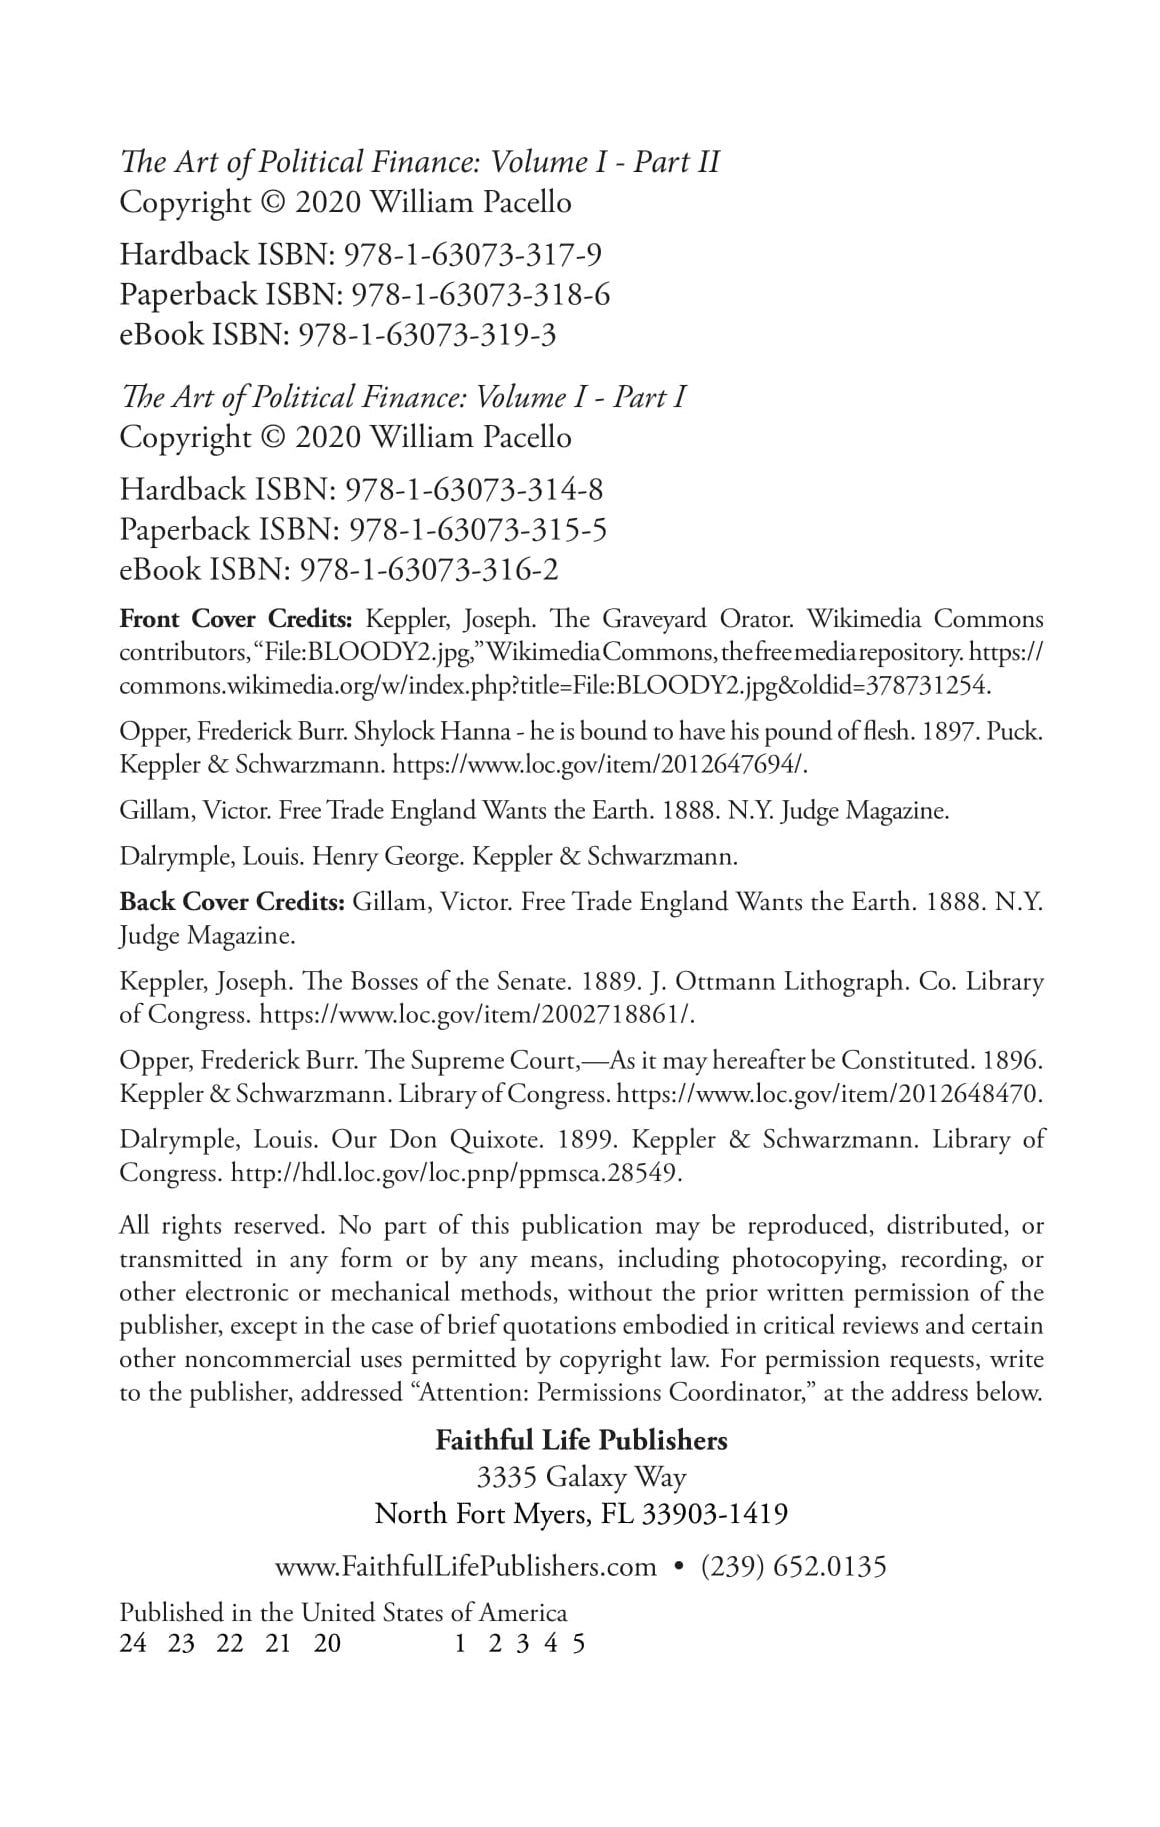 The Art of Political Finance: Volume I - Part II
Copyright © 2020 William Pacello
Hardback ISBN: 978-1-63073-317-9
Paperback ISBN: 978-1-63073-318-6
eBook ISBN: 978-1-63073-319-3
The Art of Political Finance: Volume I - Part I
Copyright © 2020 William Pacello
Hardback ISBN: 978-1-63073-314-8
Paperback ISBN: 978-1-63073-315-5
eBook ISBN: 978-1-63073-316-2
Front Cover Credits: Keppler, Joseph. The Graveyard Orator. Wikimedia Commons
contributors, “File:BLOODY2.jpg,” Wikimedia Commons, the free media repository. https://
commons.wikimedia.org/w/index.php?title=File:BLOODY2.jpg&oldid=378731254.
Opper, Frederick Burr. Shylock Hanna - he is bound to have his pound of flesh. 1897. Puck.
Keppler & Schwarzmann. https://www.loc.gov/item/2012647694/.
Gillam, Victor. Free Trade England Wants the Earth. 1888. N.Y. Judge Magazine.
Dalrymple, Louis. Henry George. Keppler & Schwarzmann.
Back Cover Credits: Gillam, Victor. Free Trade England Wants the Earth. 1888. N.Y.
Judge Magazine.
Keppler, Joseph. The Bosses of the Senate. 1889. J. Ottmann Lithograph. Co. Library
of Congress. https://www.loc.gov/item/2002718861/.
Opper, Frederick Burr. The Supreme Court,—As it may hereafter be Constituted. 1896.
Keppler & Schwarzmann. Library of Congress. https://www.loc.gov/item/2012648470.
Dalrymple, Louis. Our Don Quixote. 1899. Keppler & Schwarzmann. Library of
Congress. http://hdl.loc.gov/loc.pnp/ppmsca.28549.
All rights reserved. No part of this publication may be reproduced, distributed, or
transmitted in any form or by any means, including photocopying, recording, or
other electronic or mechanical methods, without the prior written permission of the
publisher, except in the case of brief quotations embodied in critical reviews and certain
other noncommercial uses permitted by copyright law. For permission requests, write
to the publisher, addressed “Attention: Permissions Coordinator,” at the address below.
Faithful Life Publishers
3335 Galaxy Way
North Fort Myers, FL 33903-1419
www.FaithfulLifePublishers.com • (239) 652.0135
Published in the United States of America
24 23 22 21 20 1 2 3 4 5